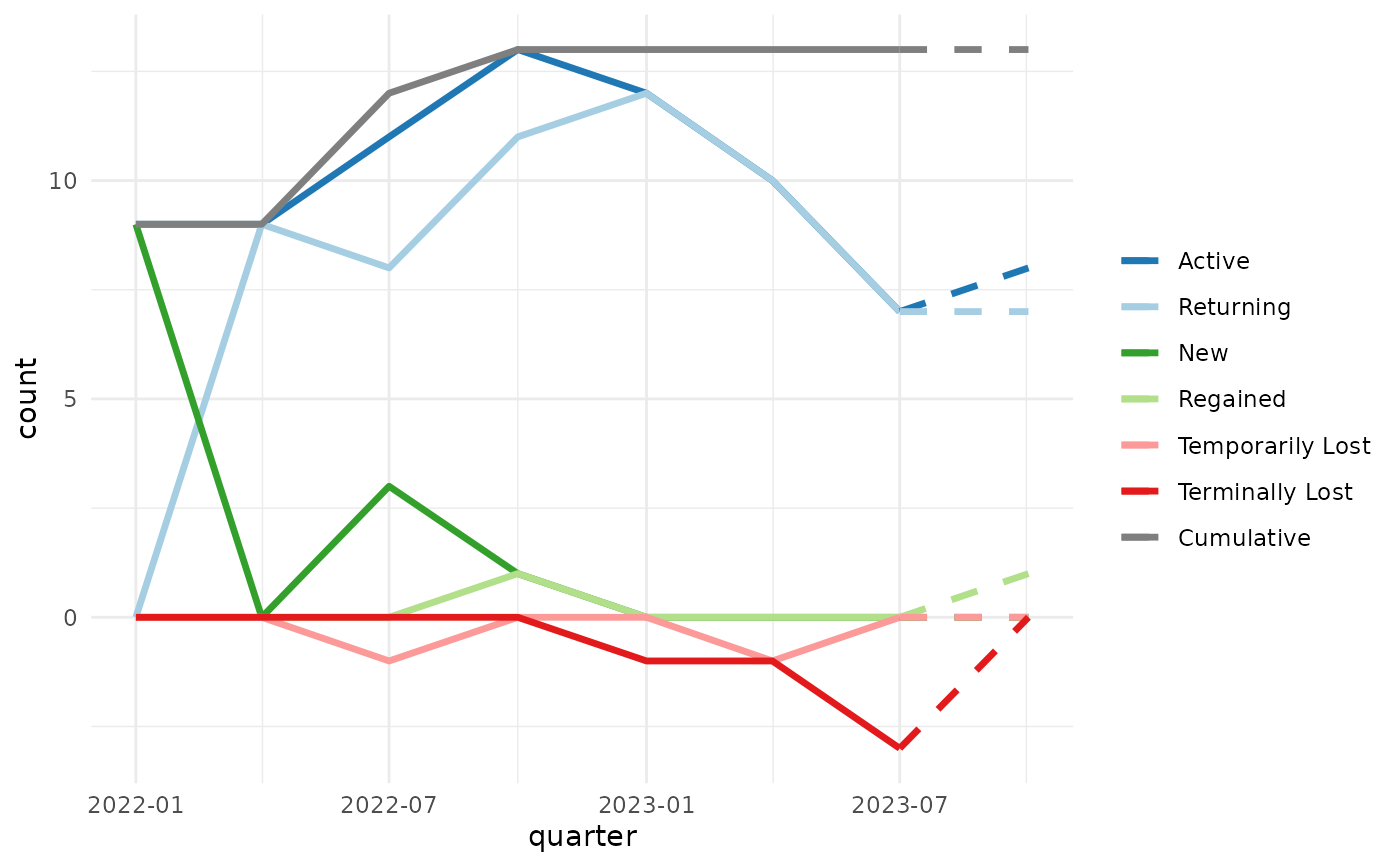 10
5
0
count
2022-01
2022-07
2023-01
2023-07
quarter
Active
Returning
New
Regained
Temporarily Lost
Terminally Lost
Cumulative